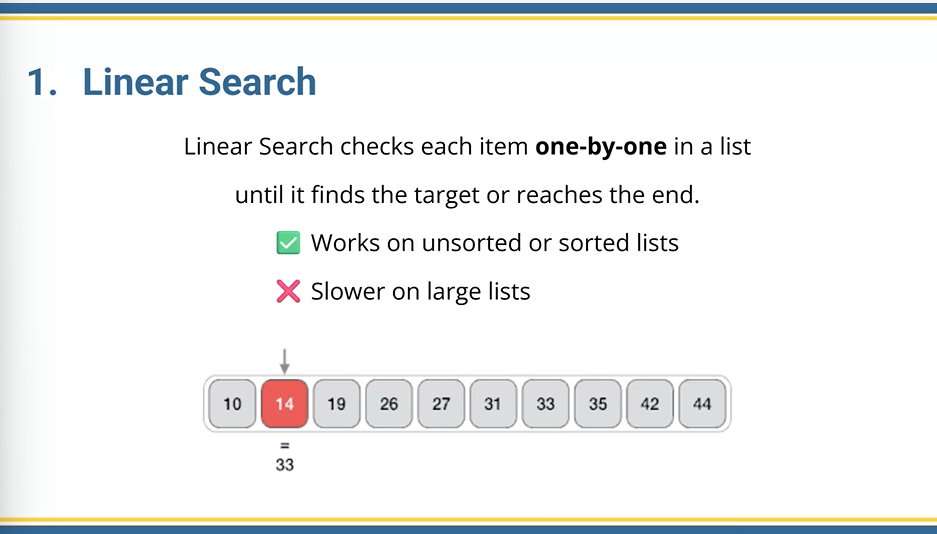 1. Linear Search
Linear Search checks each item one-by-one in a list
until it finds the target or reaches the end.
✅ Works on unsorted or sorted lists
❌ Slower on large lists
10 14 19 26 27 31 33 35 42 44
=
33